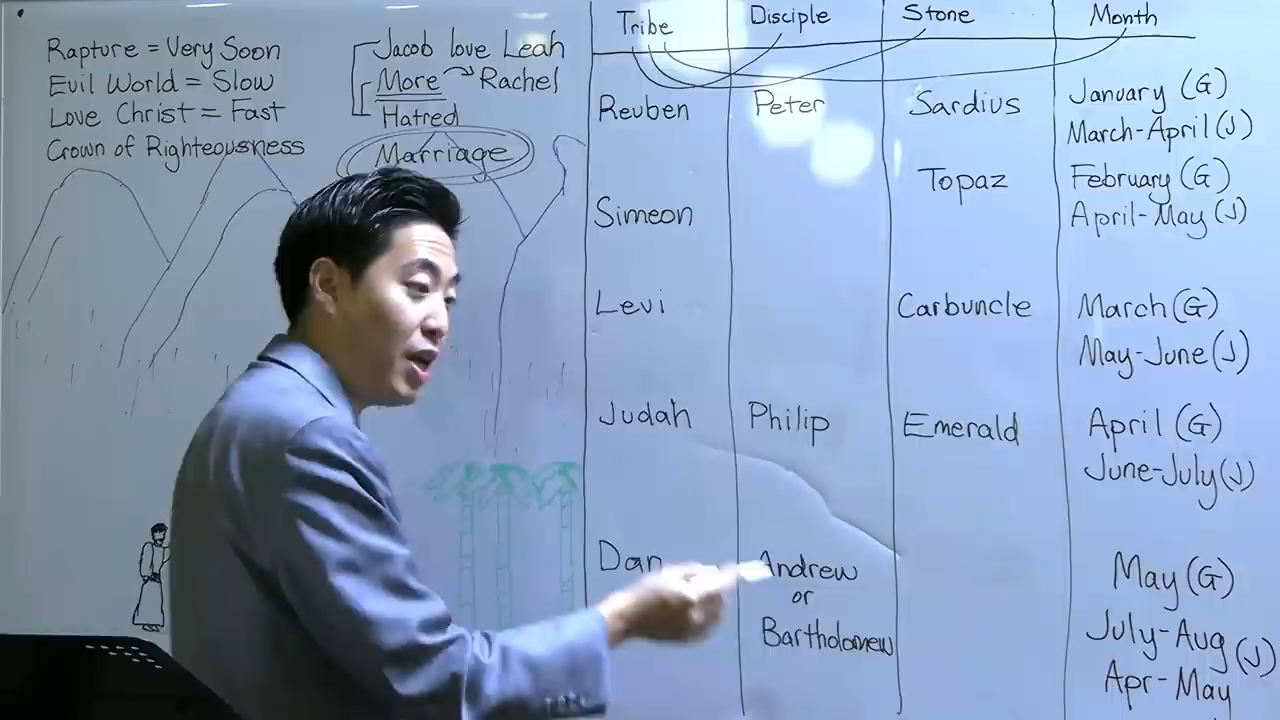 Rapture = Very Soon
Evil World = Slow
Love Christ = Fast
Crown of Righteousness
Jacob love Leah
More Rachel
Hatred
Marriage
Tribe Disciple Stone Month
Reuben Peter Sardius January (G)
March-April (J)
Simeon Topaz February (G)
April-May (J)
Levi Carbuncle March (G)
May-June (J)
Judah Philip Emerald April (G)
June-July (J)
Dan Andrew May (G)
or
Bartholomew July-Aug (J)
Apr-May